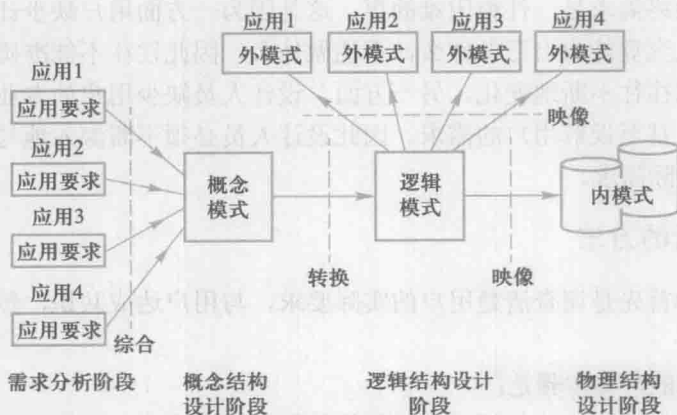 应用1 应用2 应用3 应用4
外模式 外模式 外模式 外模式
映像
应用1
应用要求
应用2
应用要求
应用3
应用要求
应用4
应用要求
综合
概念
模式
转换
逻辑
模式
映像
内模式
需求分析阶段
概念结构
设计阶段
逻辑结构设计
阶段
物理结构
设计阶段